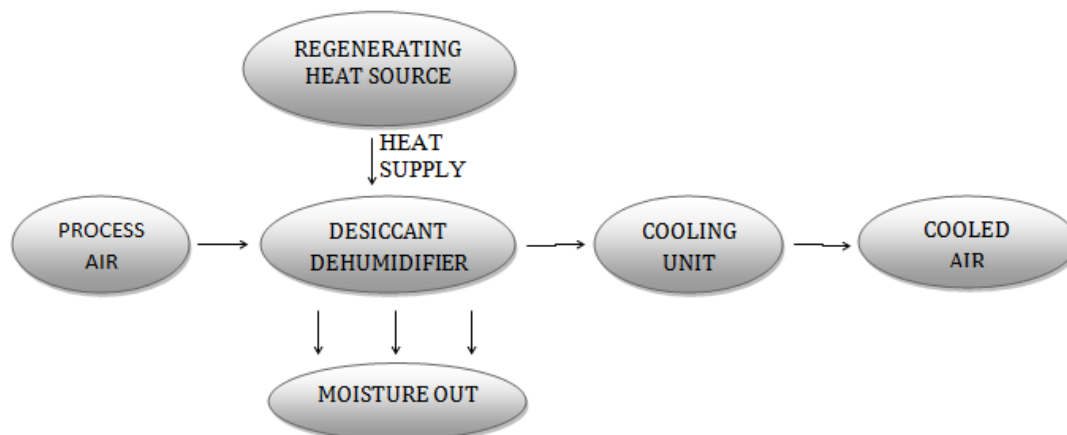 REGENERATING
HEAT SOURCE
HEAT
SUPPLY
PROCESS
AIR
DESICCANT
DEHUMIDIFIER
COOLING
UNIT
COOLED
AIR
MOISTURE OUT